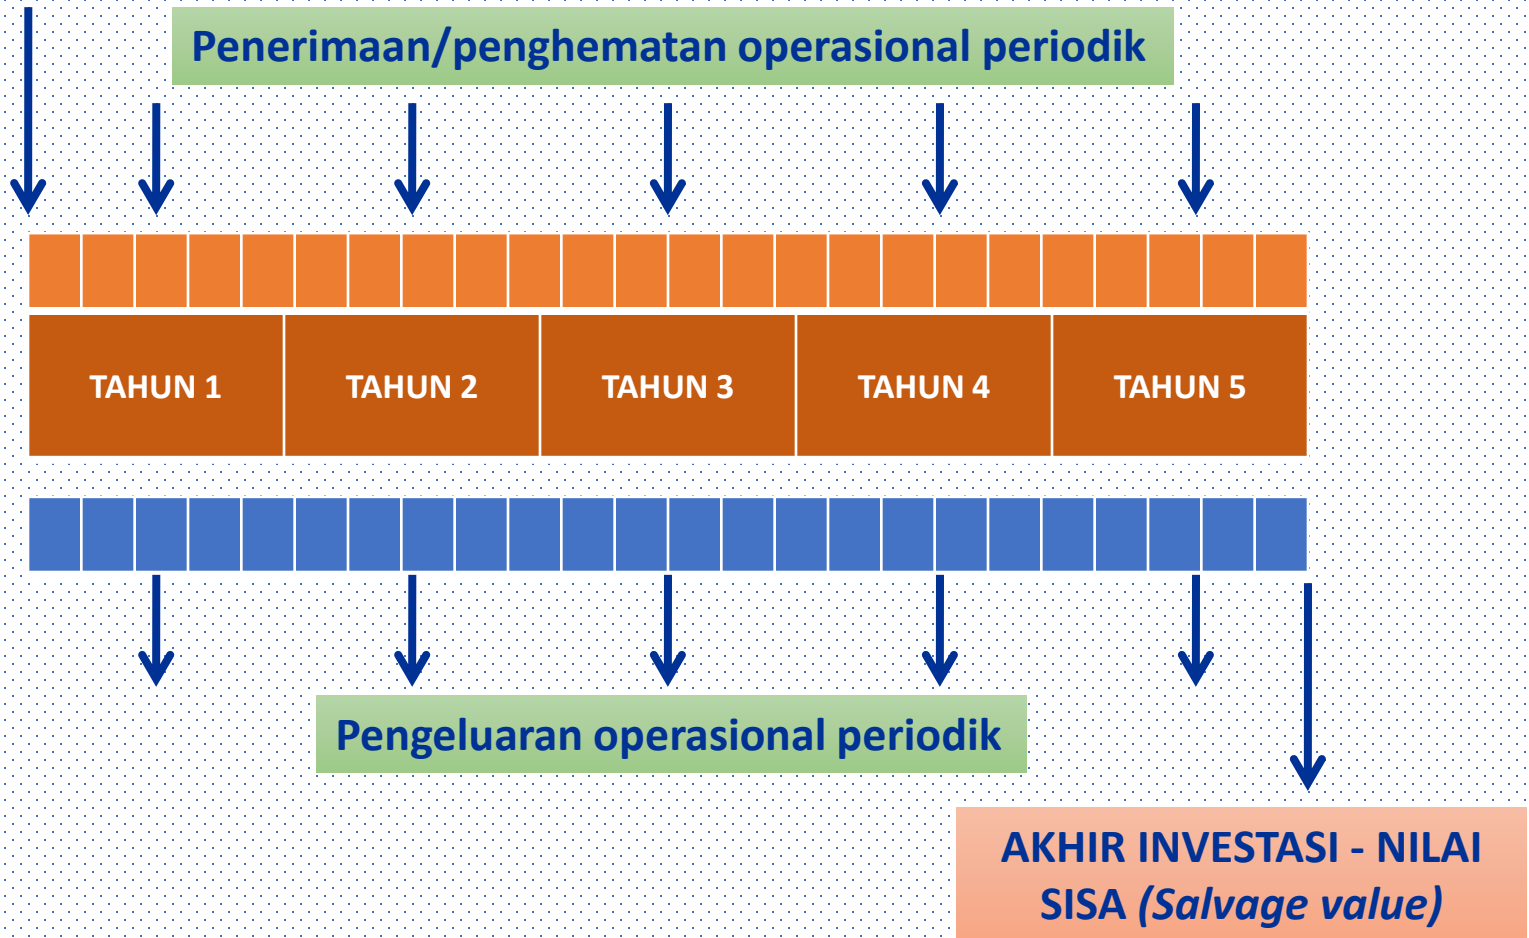 Penerimaan/penghematan operasional periodik
TAHUN 1
TAHUN 2
TAHUN 3
TAHUN 4
TAHUN 5
Pengeluaran operasional periodik
AKHIR INVESTASI - NILAI
SISA (Salvage value)